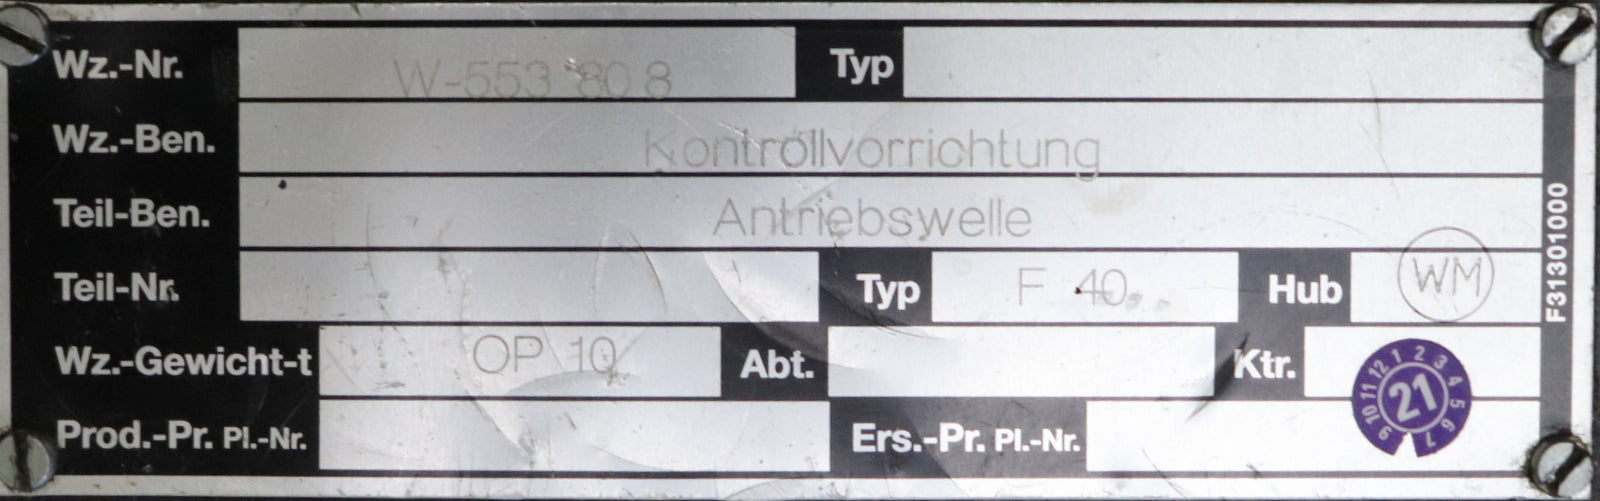 Wz.-Nr. W-553 80 8 Typ
Wz.-Ben. Kontrollvorrichtung
Teil-Ben. Antriebswelle
Teil-Nr. Typ F 40 Hub WM
Wz.-Gewicht-t OP 10 Abt. Ktr.
Prod.-Pr. Pl.-Nr. Ers.-Pr. Pl.-Nr.
F31301000
9 10 11 12 1 2 3 4 5 6 7
21